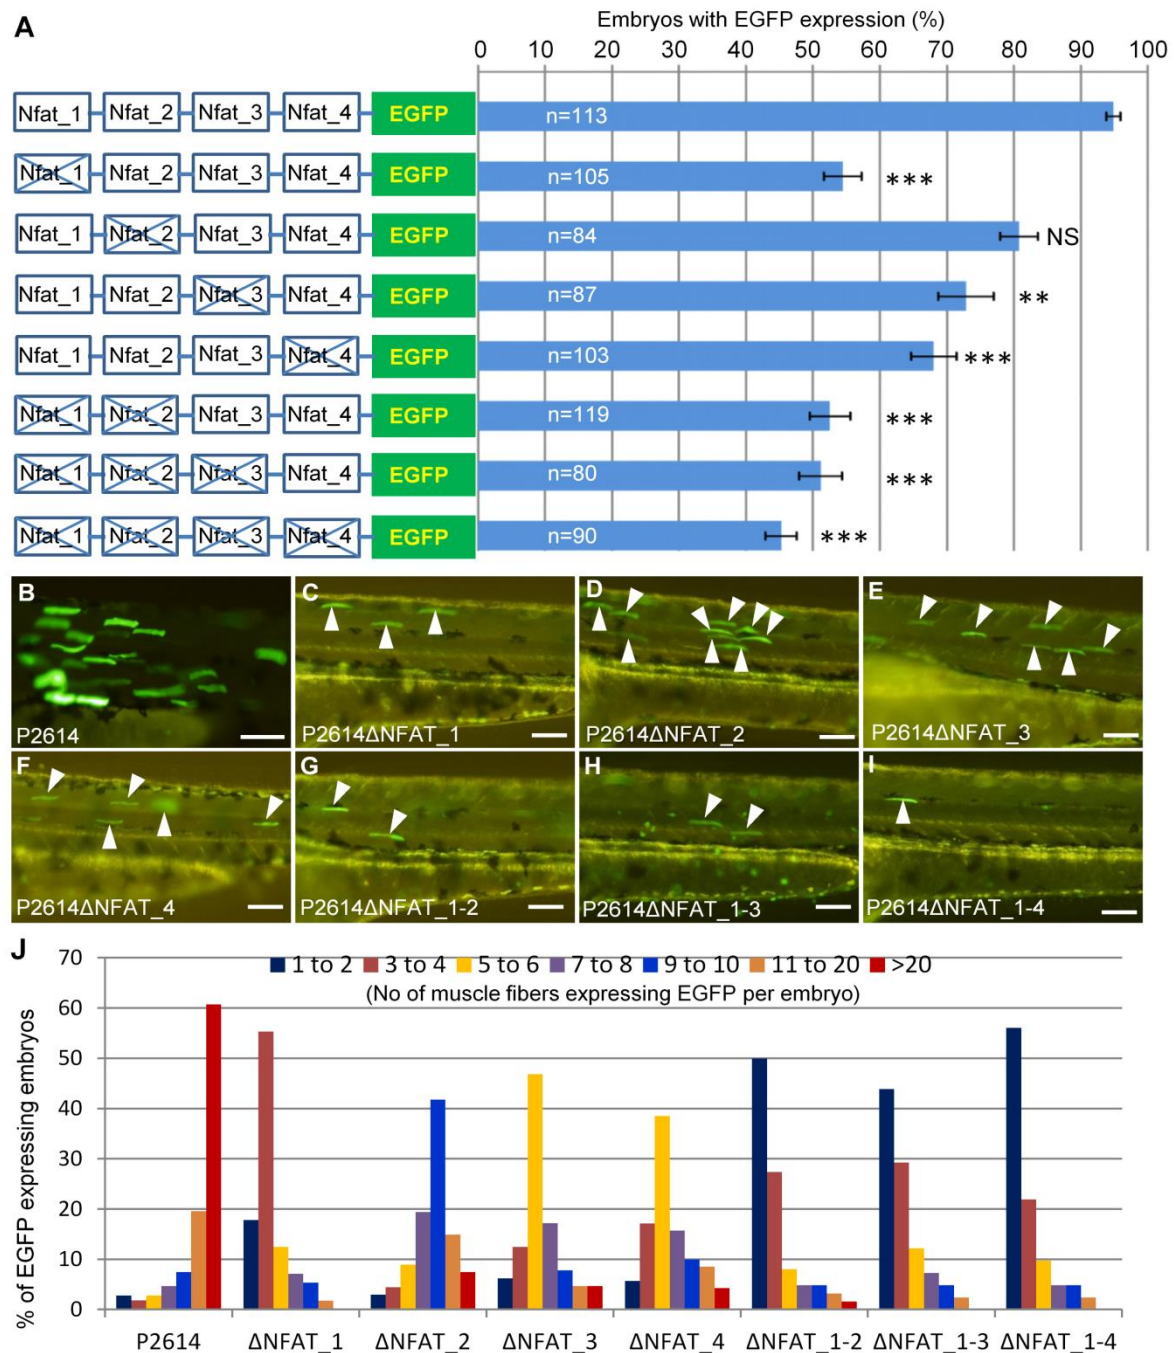 A
Embryos with EGFP expression (%)
0 10 20 30 40 50 60 70 80 90 100
Nfat_1 Nfat_2 Nfat_3 Nfat_4 EGFP n=113
Nfat_1 Nfat_2 Nfat_3 Nfat_4 EGFP n=105 ***
Nfat_1 Nfat_2 Nfat_3 Nfat_4 EGFP n=84 NS
Nfat_1 Nfat_2 Nfat_3 Nfat_4 EGFP n=87 **
Nfat_1 Nfat_2 Nfat_3 Nfat_4 EGFP n=103 ***
Nfat_1 Nfat_2 Nfat_3 Nfat_4 EGFP n=119 ***
Nfat_1 Nfat_2 Nfat_3 Nfat_4 EGFP n=80 ***
Nfat_1 Nfat_2 Nfat_3 Nfat_4 EGFP n=90 ***
B C D E
P2614 P2614ΔNFAT_1 P2614ΔNFAT_2 P2614ΔNFAT_3
F G H I
P2614ΔNFAT_4 P2614ΔNFAT_1-2 P2614ΔNFAT_1-3 P2614ΔNFAT_1-4
J
% of EGFP expressing embryos
70
60
50
40
30
20
10
0
1 to 2 3 to 4 5 to 6 7 to 8 9 to 10 11 to 20 >20
(No of muscle fibers expressing EGFP per embryo)
P2614 ΔNFAT_1 ΔNFAT_2 ΔNFAT_3 ΔNFAT_4 ΔNFAT_1-2 ΔNFAT_1-3 ΔNFAT_1-4